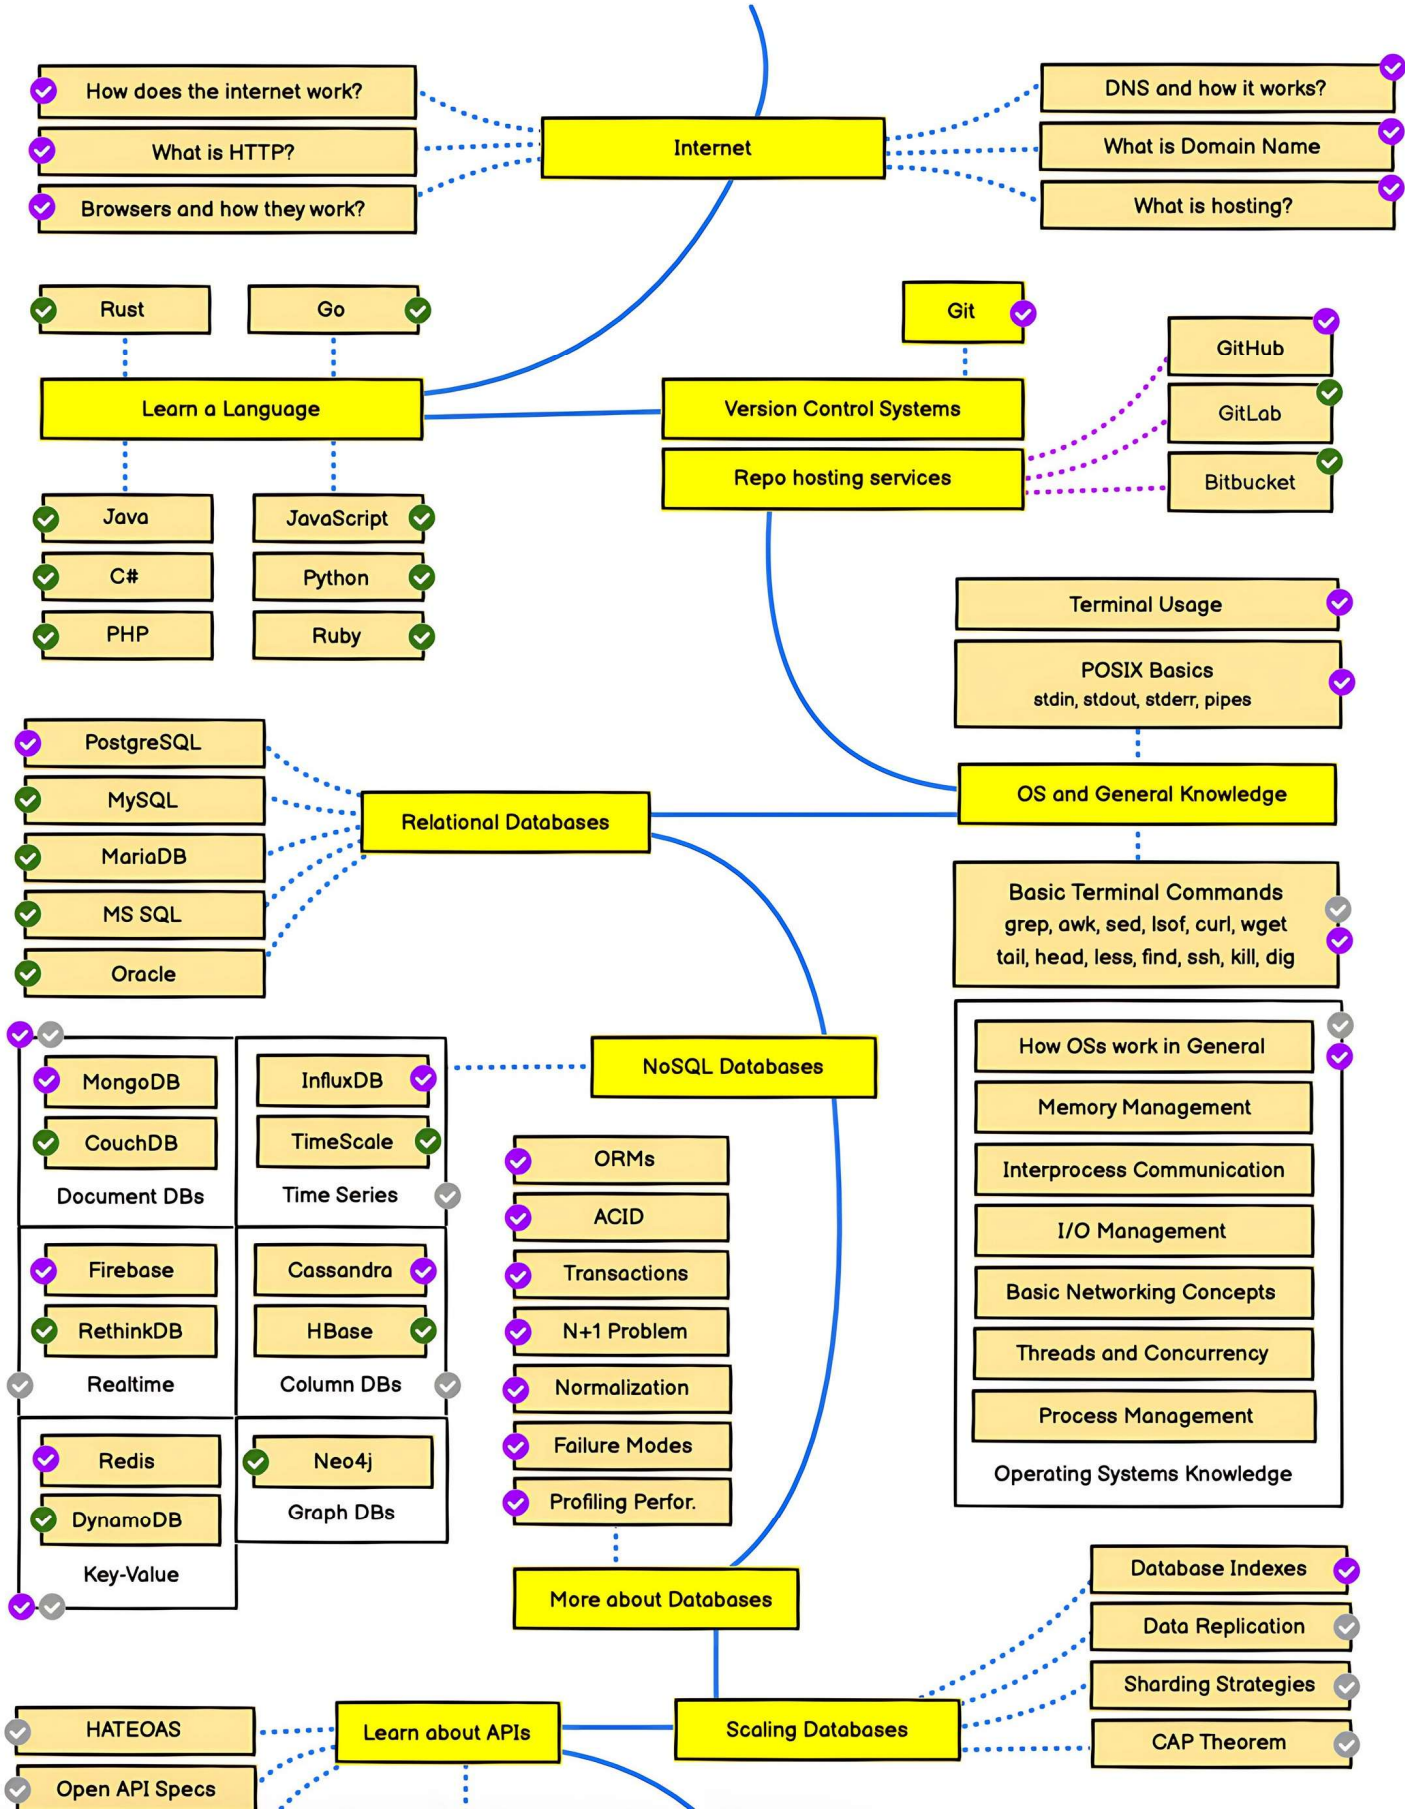 How does the internet work?
What is HTTP?
Browsers and how they work?
Internet
DNS and how it works?
What is Domain Name
What is hosting?
Rust
Go
Learn a Language
Java
JavaScript
C#
Python
PHP
Ruby
Git
Version Control Systems
Repo hosting services
GitHub
GitLab
Bitbucket
Terminal Usage
POSIX Basics
stdin, stdout, stderr, pipes
OS and General Knowledge
PostgreSQL
MySQL
MariaDB
MS SQL
Oracle
Relational Databases
Basic Terminal Commands
grep, awk, sed, lsof, curl, wget
tail, head, less, find, ssh, kill, dig
How OSs work in General
Memory Management
Interprocess Communication
I/O Management
Basic Networking Concepts
Threads and Concurrency
Process Management
Operating Systems Knowledge
NoSQL Databases
MongoDB
CouchDB
Document DBs
InfluxDB
TimeScale
Time Series
Firebase
RethinkDB
Realtime
Cassandra
HBase
Column DBs
Redis
DynamoDB
Key-Value
Neo4j
Graph DBs
ORMs
ACID
Transactions
N+1 Problem
Normalization
Failure Modes
Profiling Perfor.
More about Databases
Database Indexes
Data Replication
Sharding Strategies
CAP Theorem
Scaling Databases
Learn about APIs
HATEOAS
Open API Specs